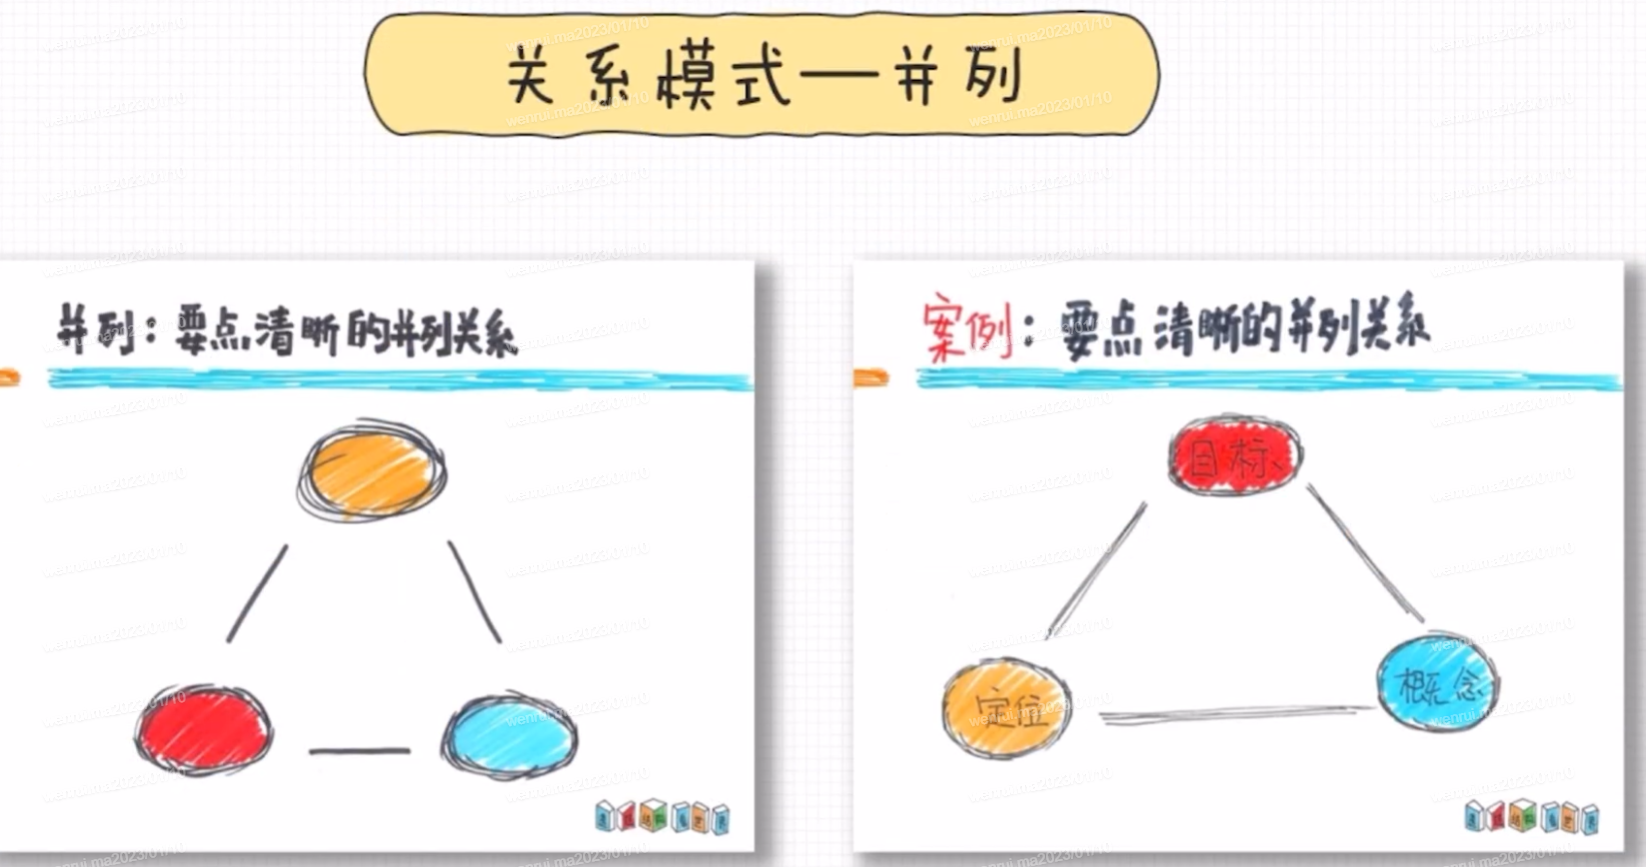 关系模式—并列
并列：要点清晰的并列关系
案例：要点清晰的并列关系
目标
定位
概念
wenrui.ma2023/01/10